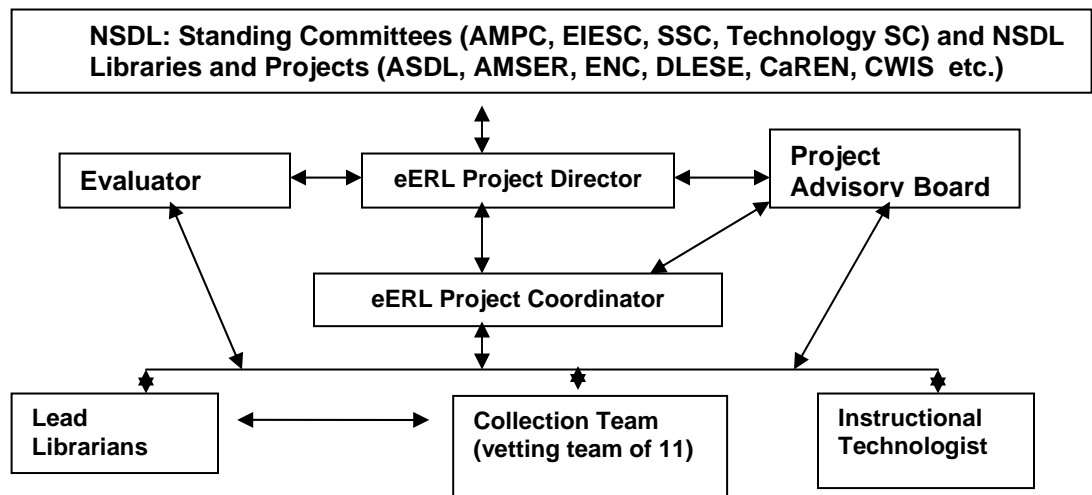 NSDL: Standing Committees (AMPC, EIESC, SSC, Technology SC) and NSDL
Libraries and Projects (ASDL, AMSER, ENC, DLESE, CaREN, CWIS etc.)
Evaluator
eERL Project Director
Project
Advisory Board
eERL Project Coordinator
Lead
Librarians
Collection Team
(vetting team of 11)
Instructional
Technologist